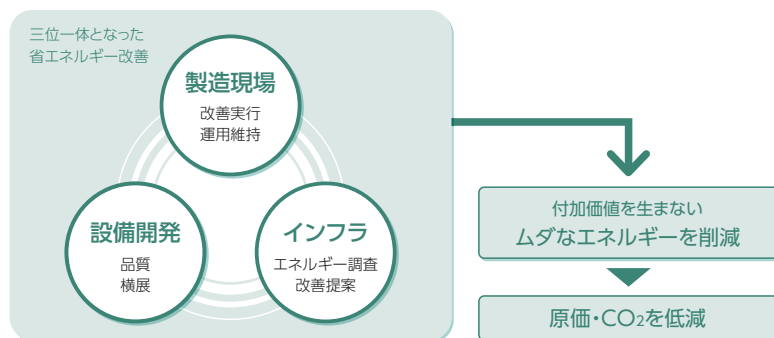 三位一体となった
省エネルギー改善
製造現場
改善実行
運用維持
設備開発
品質
横展
インフラ
エネルギー調査
改善提案
付加価値を生まない
ムダなエネルギーを削減
原価・CO₂を低減